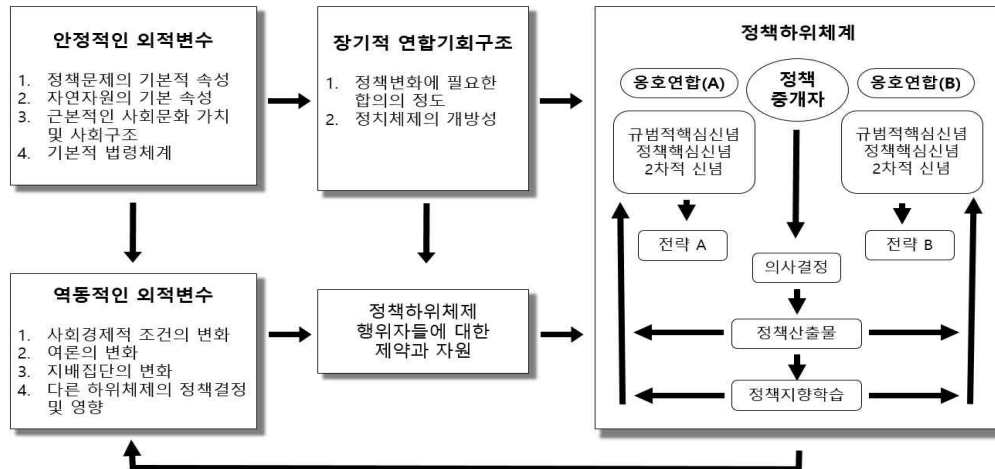 안정적인 외적변수
1. 정책문제의 기본적 속성
2. 자연자원의 기본 속성
3. 근본적인 사회문화 가치
및 사회구조
4. 기본적 법령체계
장기적 연합기회구조
1. 정책변화에 필요한
합의의 정도
2. 정치체제의 개방성
역동적인 외적변수
1. 사회경제적 조건의 변화
2. 여론의 변화
3. 지배집단의 변화
4. 다른 하위체제의 정책결정
및 영향
정책하위체제
행위자들에 대한
제약과 자원
정책하위체계
옹호연합(A)
정책
중개자
옹호연합(B)
규범적핵심신념
정책핵심신념
2차적 신념
규범적핵심신념
정책핵심신념
2차적 신념
전략 A
전략 B
의사결정
정책산출물
정책지향학습